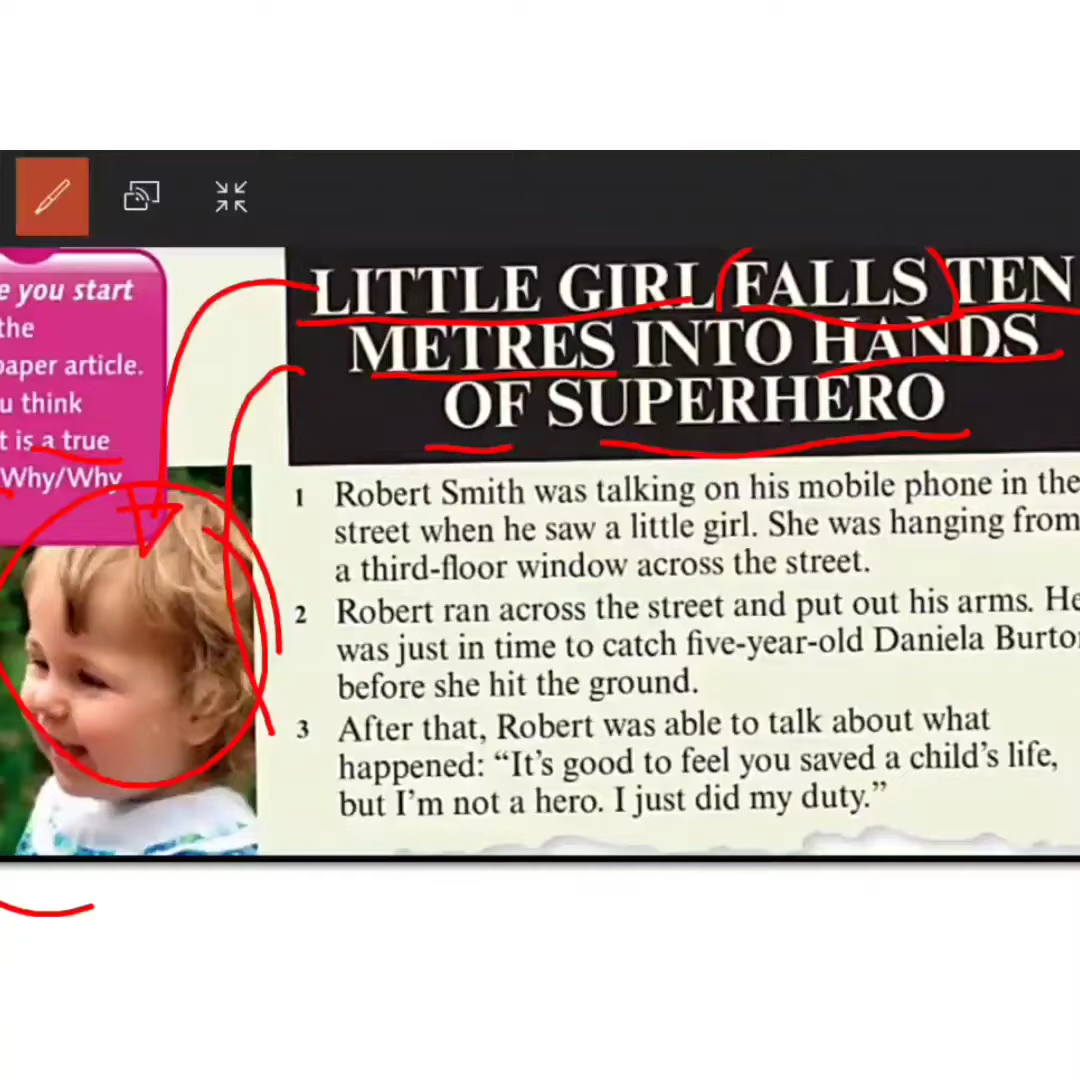 e you start
the
paper article.
u think
t is a true
Why/Why
LITTLE GIRL FALLS TEN
METRES INTO HANDS
OF SUPERHERO
1 Robert Smith was talking on his mobile phone in the
street when he saw a little girl. She was hanging from
a third-floor window across the street.
2 Robert ran across the street and put out his arms. He
was just in time to catch five-year-old Daniela Burto
before she hit the ground.
3 After that, Robert was able to talk about what
happened: “It’s good to feel you saved a child’s life,
but I’m not a hero. I just did my duty.”